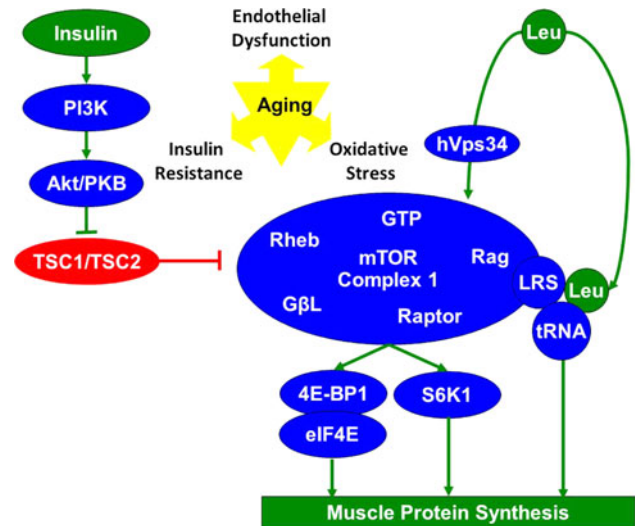 Endothelial
Dysfunction
Insulin
Leu
PI3K
Aging
Insulin
Resistance
Oxidative
Stress
hVps34
Akt/PKB
GTP
TSC1/TSC2
Rheb
mTOR
Complex 1
Rag
LRS
Leu
GβL
Raptor
tRNA
4E-BP1
S6K1
eIF4E
Muscle Protein Synthesis